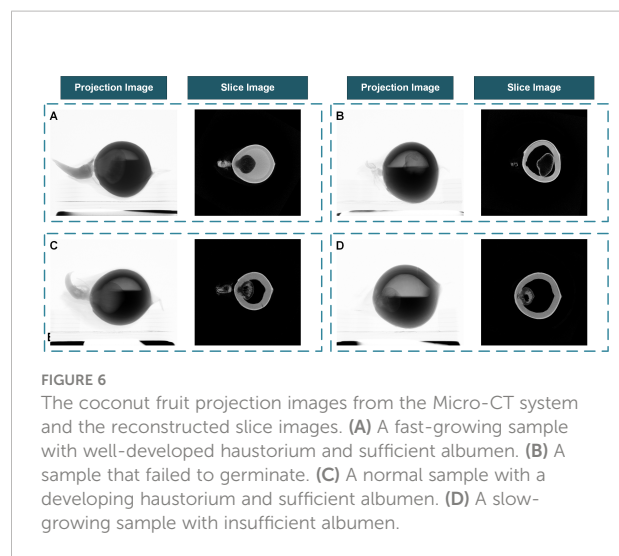 Projection Image Slice Image Projection Image Slice Image
A B
C D
FIGURE 6
The coconut fruit projection images from the Micro-CT system
and the reconstructed slice images. (A) A fast-growing sample
with well-developed haustorium and sufficient albumen. (B) A
sample that failed to germinate. (C) A normal sample with a
developing haustorium and sufficient albumen. (D) A slow-
growing sample with insufficient albumen.